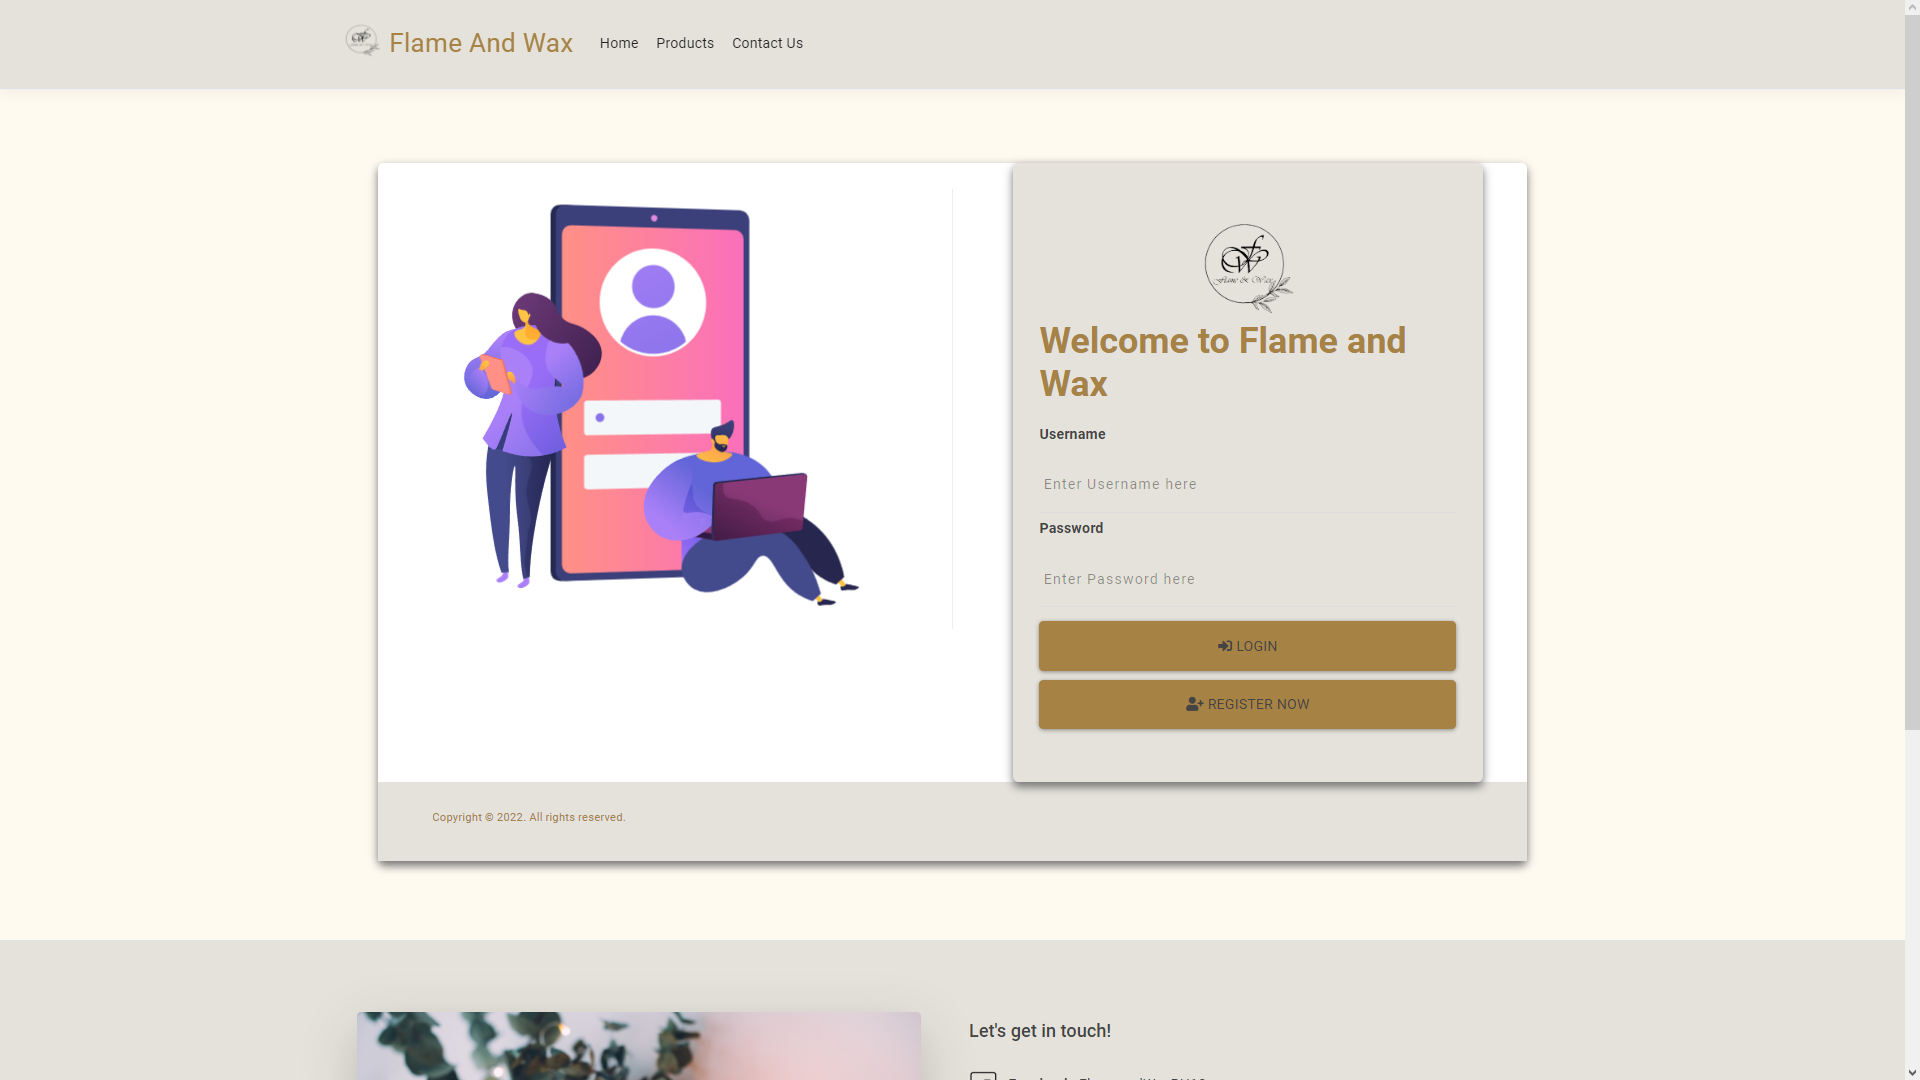 Flame And Wax
Home
Products
Contact Us
Flame & Wax
Welcome to Flame and
Wax
Username
Enter Username here
Password
Enter Password here
LOGIN
REGISTER NOW
Copyright © 2022. All rights reserved.
Let's get in touch!